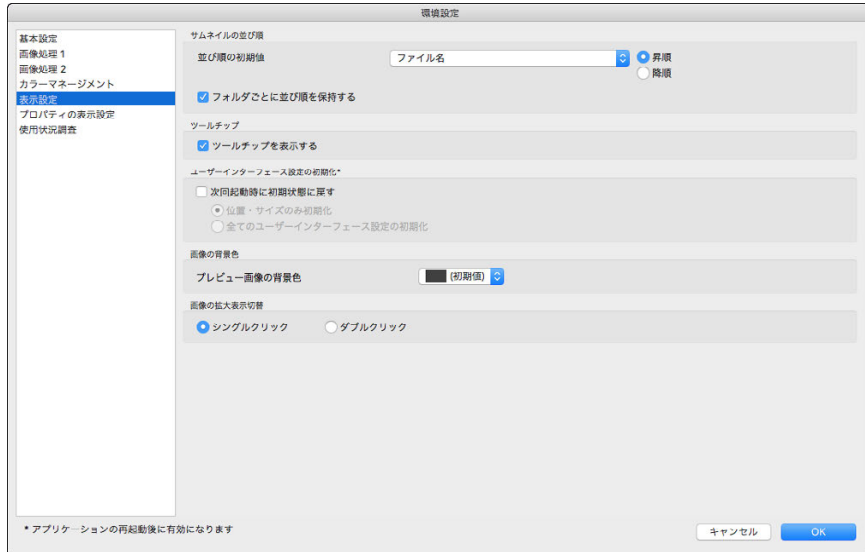 環境設定
基本設定
画像処理 1
画像処理 2
カラーマネージメント
表示設定
プロパティの表示設定
使用状況調査
サムネイルの並び順
並び順の初期値 ファイル名 昇順
降順
フォルダごとに並び順を保持する
ツールチップ
ツールチップを表示する
ユーザーインターフェース設定の初期化*
次回起動時に初期状態に戻す
位置・サイズのみ初期化
全てのユーザーインターフェース設定の初期化
画像の背景色
プレビュー画像の背景色 (初期値)
画像の拡大表示切替
シングルクリック ダブルクリック
* アプリケーションの再起動後に有効になります
キャンセル OK